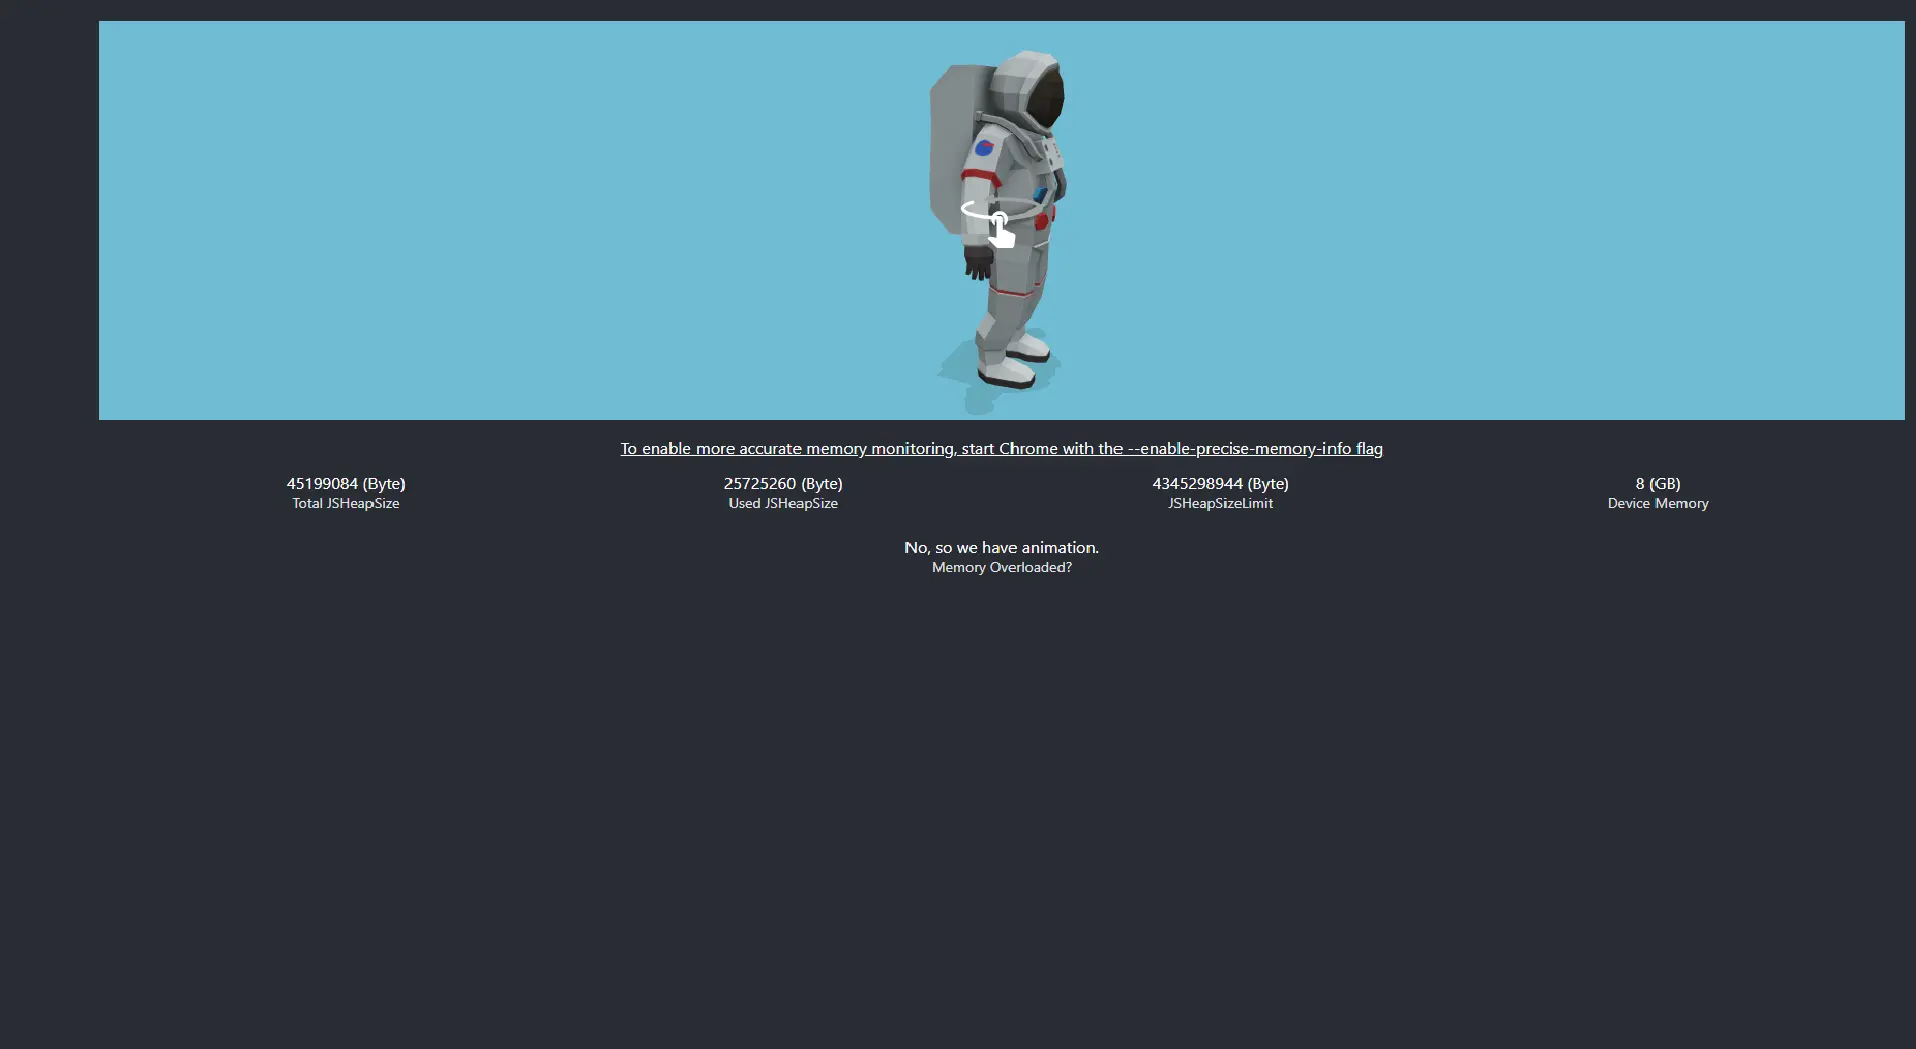 To enable more accurate memory monitoring, start Chrome with the --enable-precise-memory-info flag
45199084 (Byte)
Total JSHeapSize
25725260 (Byte)
Used JSHeapSize
4345298944 (Byte)
JSHeapSizeLimit
8 (GB)
Device Memory
No, so we have animation.
Memory Overloaded?